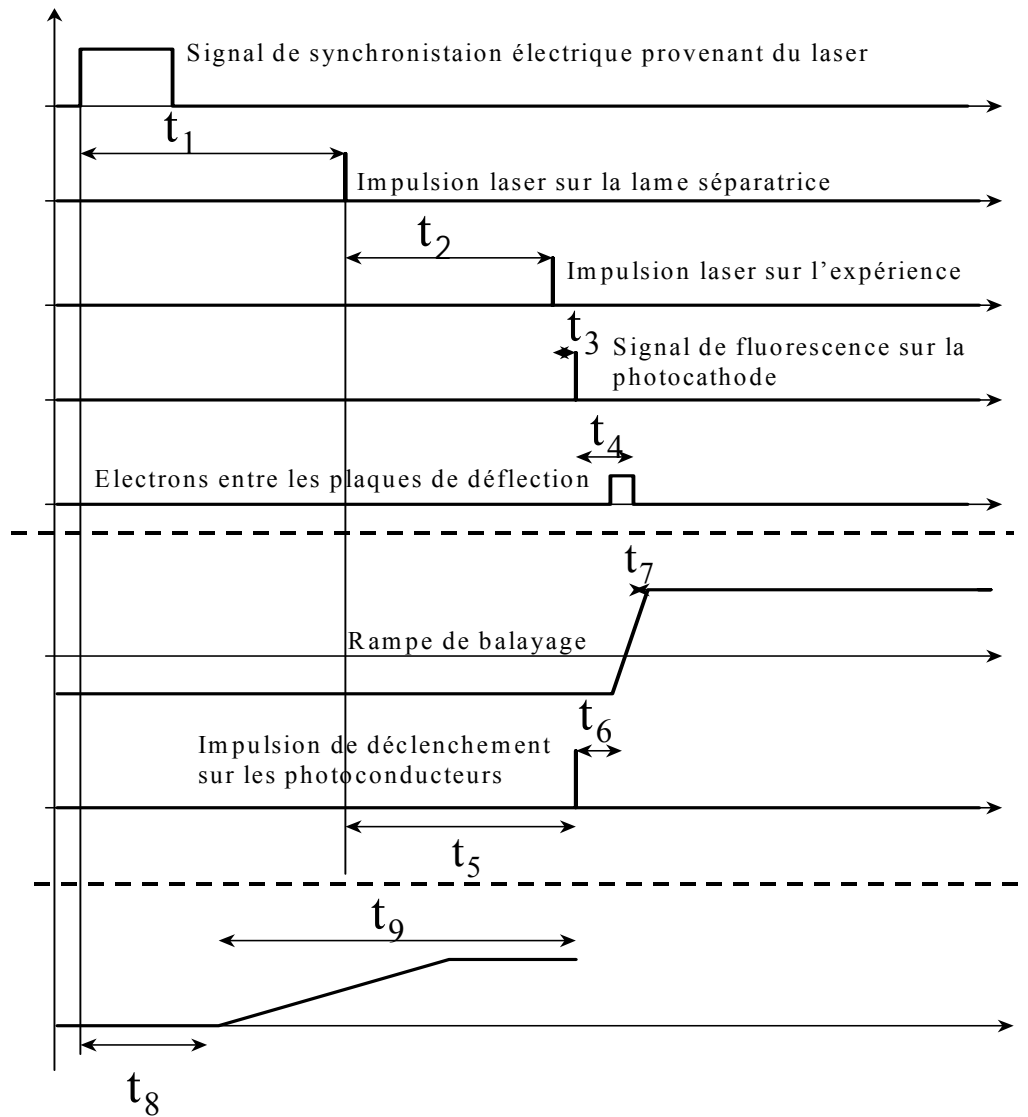 Signal de synchronistaion électrique provenant du laser
t1
Impulsion laser sur la lame séparatrice
t2
Impulsion laser sur l’expérience
t3
Signal de fluorescence sur la
photocathode
t4
Electrons entre les plaques de déflection
t7
Rampe de balayage
t6
Impulsion de déclenchement
sur les photoconducteurs
t5
t9
t8